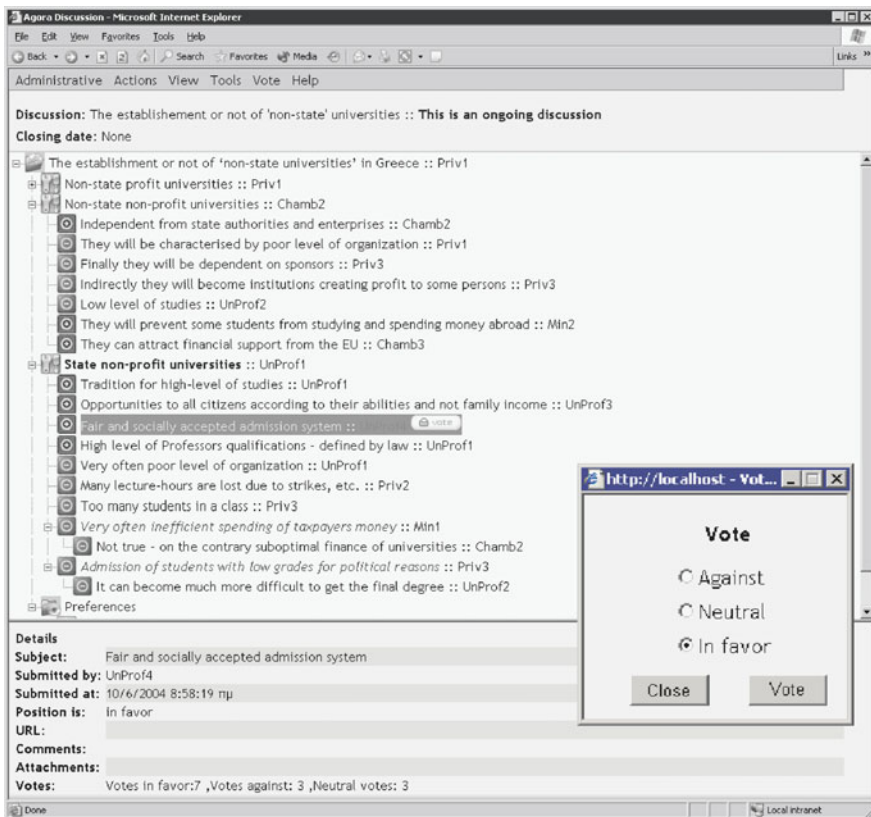 Agora Discussion - Microsoft Internet Explorer
File Edit View Favorites Tools Help
Back Search Favorites Media Links »
Administrative Actions View Tools Vote Help
Discussion: The establishement or not of 'non-state' universities :: This is an ongoing discussion
Closing date: None
The establishment or not of ‘non-state universities’ in Greece :: Priv1
Non-state profit universities :: Priv1
Non-state non-profit universities :: Chamb2
Independent from state authorities and enterprises :: Chamb2
They will be characterised by poor level of organization :: Priv1
Finally they will be dependent on sponsors :: Priv3
Indirectly they will become institutions creating profit to some persons :: Priv3
Low level of studies :: UnProf2
They will prevent some students from studying and spending money abroad :: Min2
They can attract financial support from the EU :: Chamb3
State non-profit universities :: UnProf1
Tradition for high-level of studies :: UnProf1
Opportunities to all citizens according to their abilities and not family income :: UnProf3
Fair and socially accepted admission system :: UnProf4 vote
High level of Professors qualifications - defined by law :: UnProf1
Very often poor level of organization :: UnProf1
Many lecture-hours are lost due to strikes, etc. :: Priv2
Too many students in a class :: Priv3
Very often inefficient spending of taxpayers money :: Min1
Not true - on the contrary suboptimal finance of universities :: Chamb2
Admission of students with low grades for political reasons :: Priv3
It can become much more difficult to get the final degree :: UnProf2
Preferences
http://localhost - Vot...
Vote
Against
Neutral
In favor
Close Vote
Details
Subject: Fair and socially accepted admission system
Submitted by: UnProf4
Submitted at: 10/6/2004 8:58:19 πμ
Position is: in favor
URL:
Comments:
Attachments:
Votes: Votes in favor:7 ,Votes against: 3 ,Neutral votes: 3
Done Local intranet